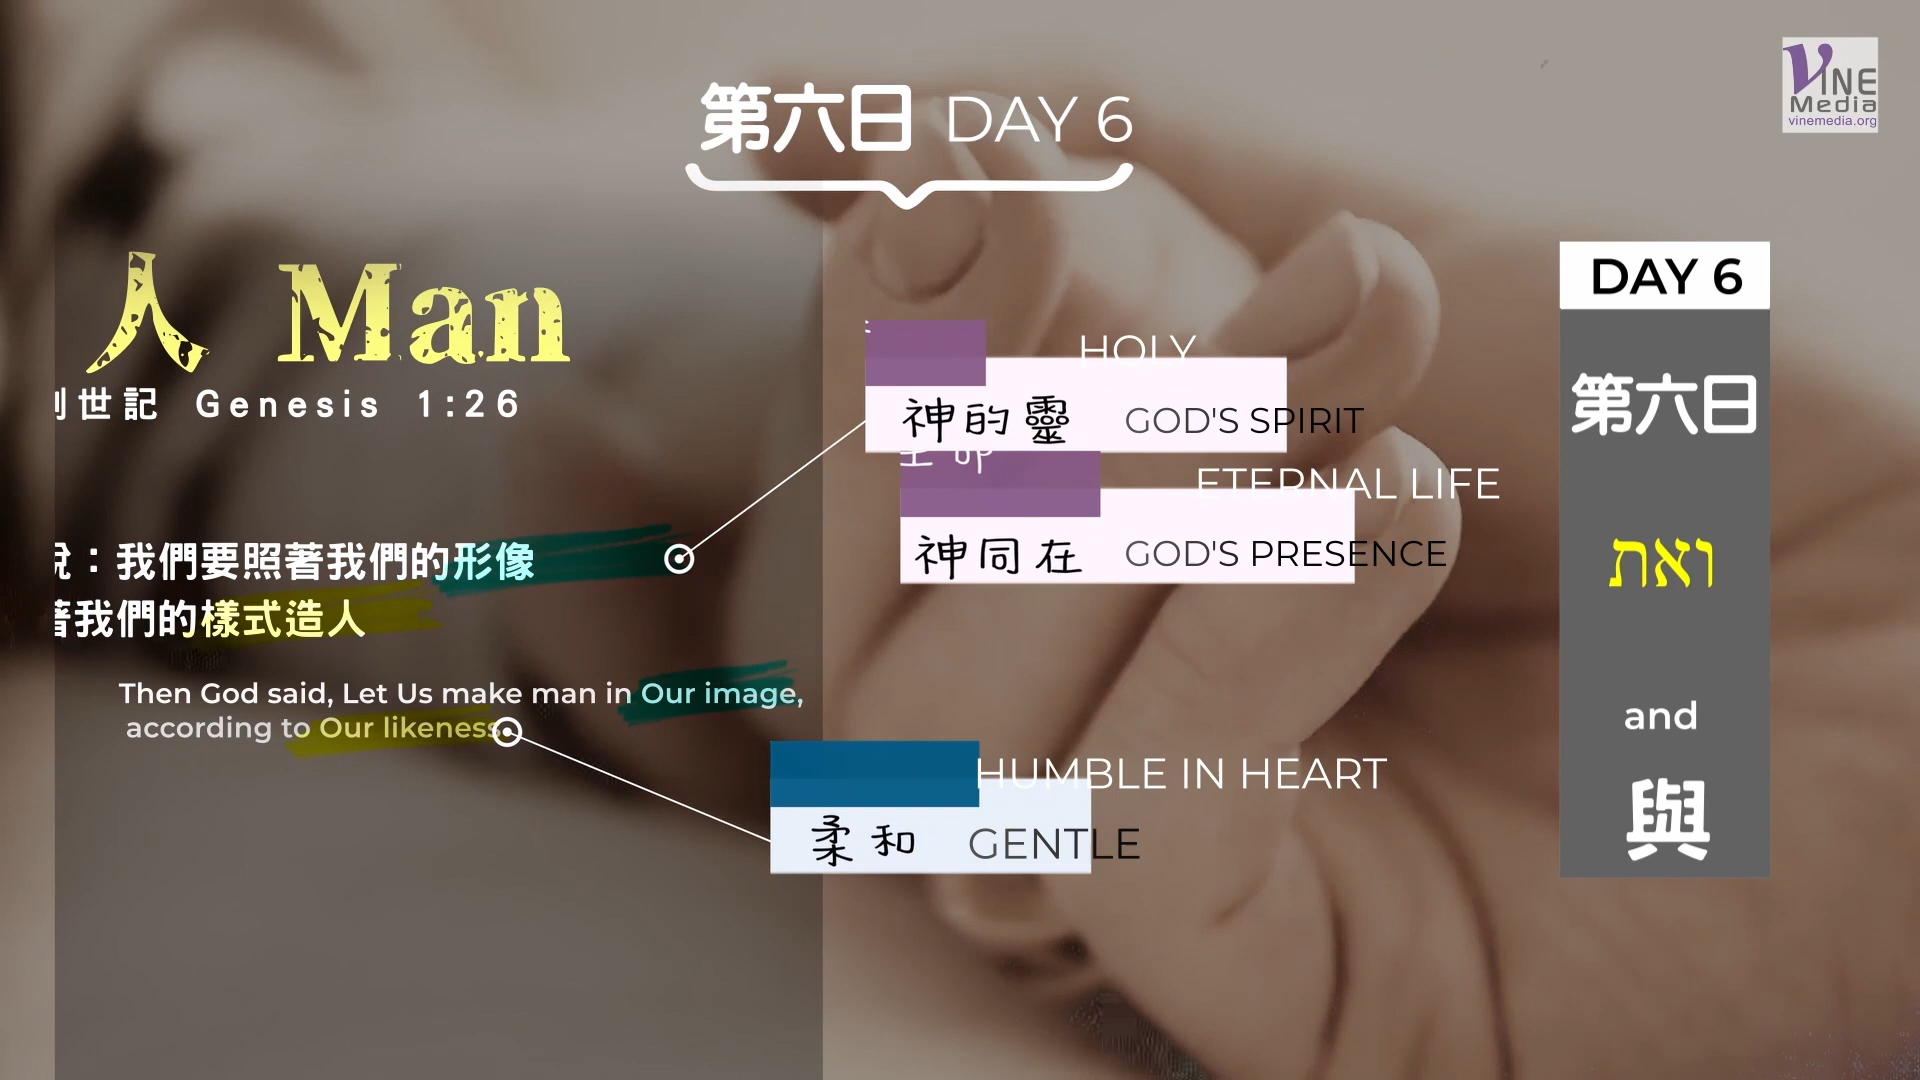 第六日 DAY 6
VINE
Media
vinemedia.org
人 Man
世記 Genesis 1:26
：我們要照著我們的形像
著我們的樣式造人
Then God said, Let Us make man in Our image,
according to Our likeness
HOLY
神的靈 GOD'S SPIRIT
ETERNAL LIFE
神同在 GOD'S PRESENCE
HUMBLE IN HEART
柔和 GENTLE
DAY 6
第六日
ואת
and
與